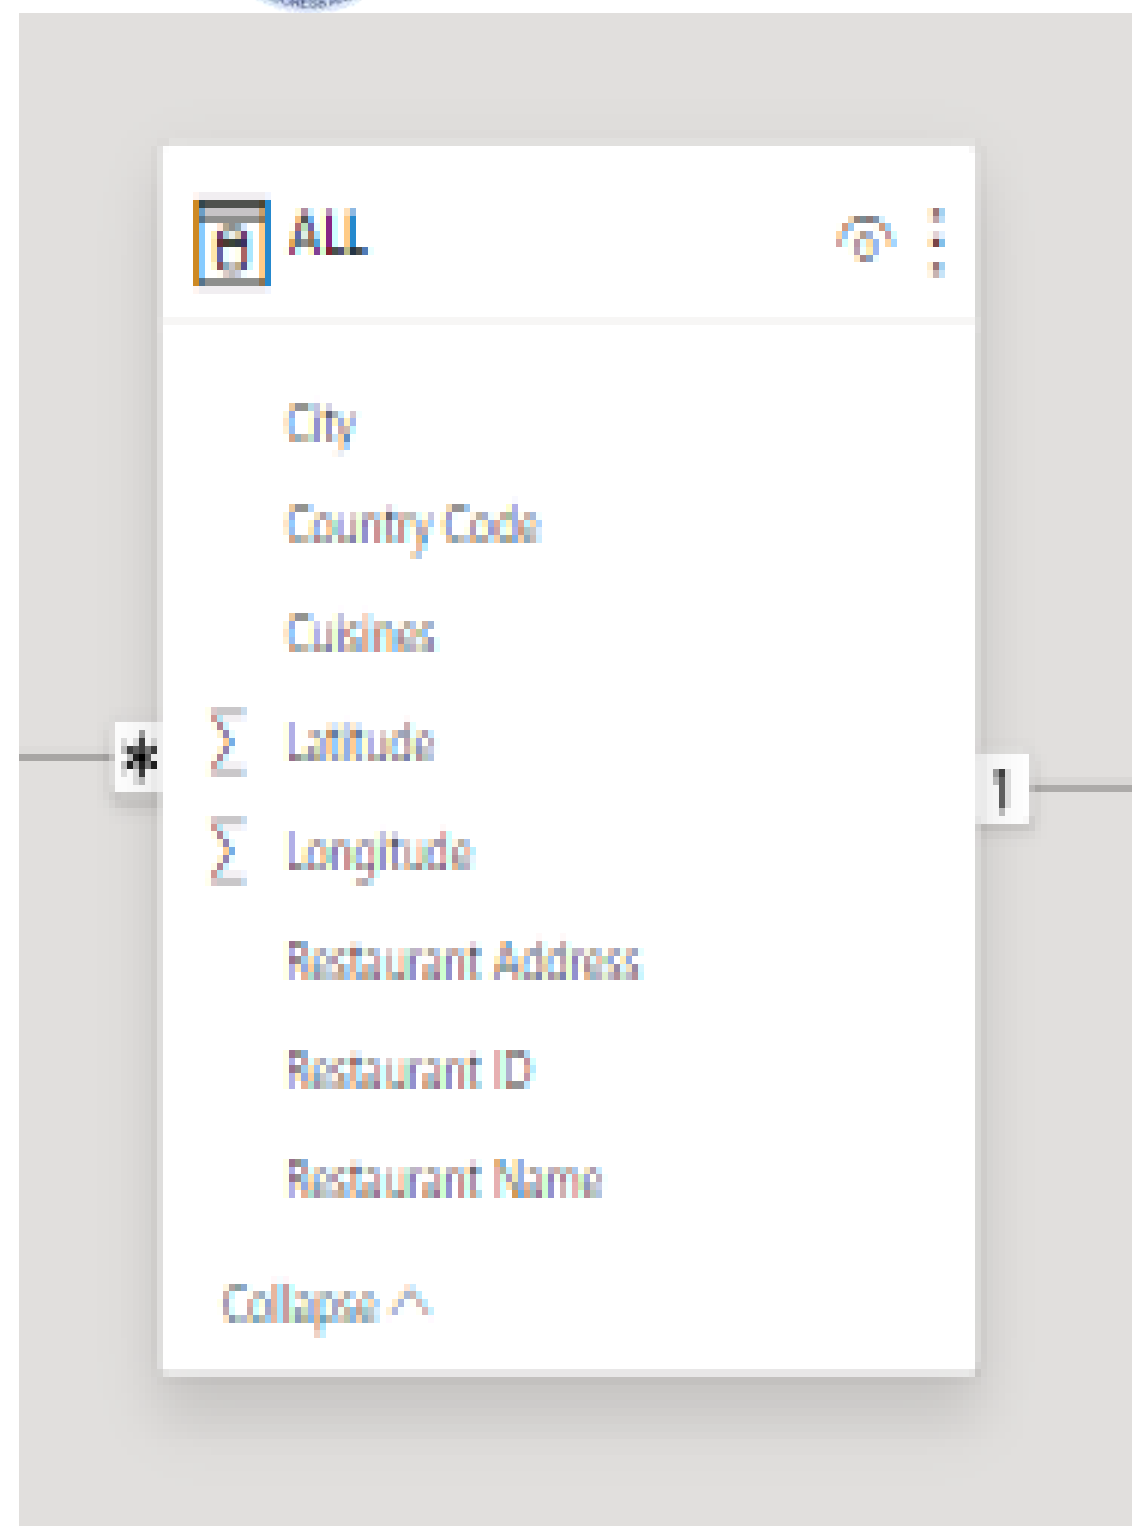 ALL
City
Country Code
Cuisines
Latitude
Longitude
Restaurant Address
Restaurant ID
Restaurant Name
Collapse
*
1